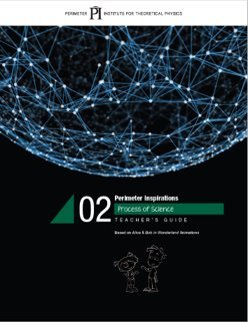 PERIMETER PI INSTITUTE FOR THEORETICAL PHYSICS
02
Perimeter Inspirations
Process of Science
TEACHER'S GUIDE
Based on Alice & Bob in Wonderland Animations